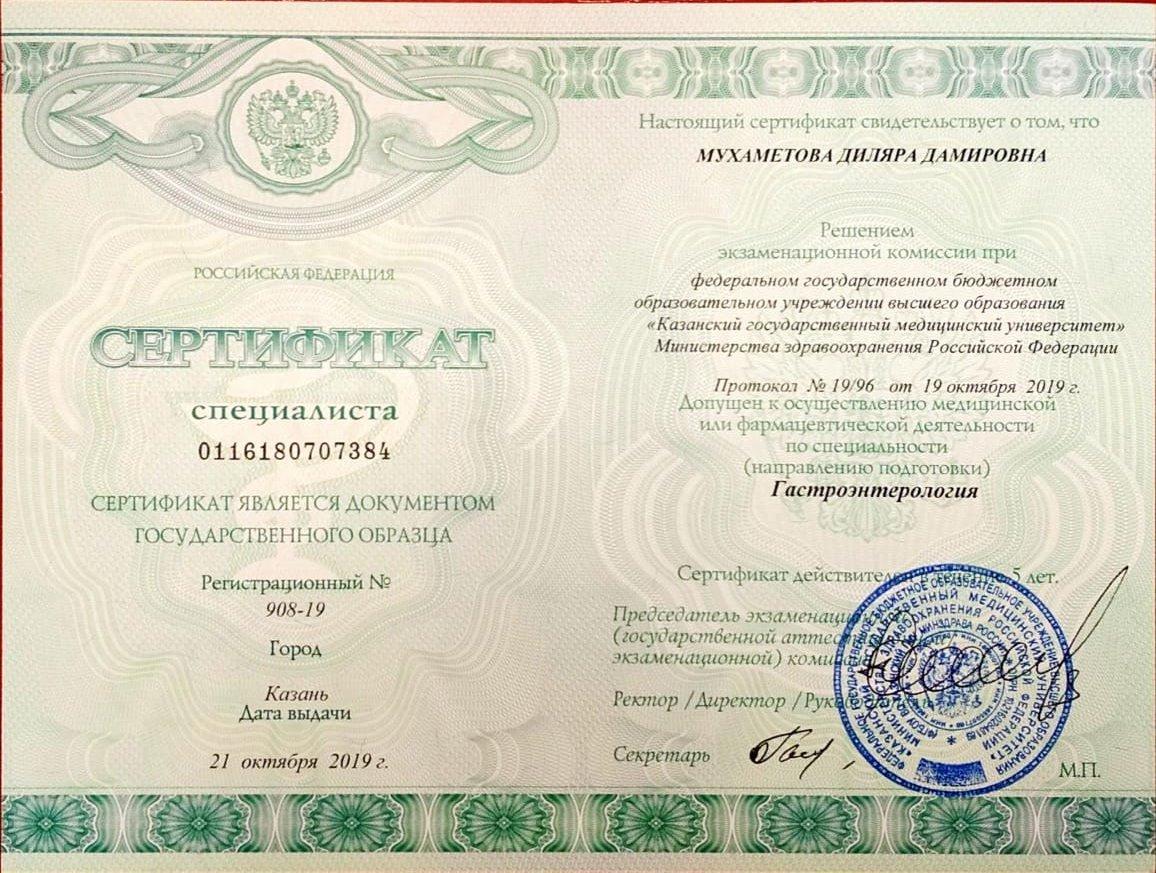 РОССИЙСКАЯ ФЕДЕРАЦИЯ
СЕРТИФИКАТ
специалиста
0116180707384
СЕРТИФИКАТ ЯВЛЯЕТСЯ ДОКУМЕНТОМ
ГОСУДАРСТВЕННОГО ОБРАЗЦА
Регистрационный №
908-19
Город
Казань
Дата выдачи
21 октября 2019 г.
Настоящий сертификат свидетельствует о том, что
МУХАМЕТОВА ДИЛЯРА ДАМИРОВНА
Решением
экзаменационной комиссии при
федеральном государственном бюджетном
образовательном учреждении высшего образования
«Казанский государственный медицинский университет»
Министерства здравоохранения Российской Федерации
Протокол № 19/96 от 19 октября 2019 г.
Допущен к осуществлению медицинской
или фармацевтической деятельности
по специальности
(направлению подготовки)
Гастроэнтерология
Сертификат действителен в течение 5 лет.
Председатель
(государственной
экзаменационной)
Ректор /Директор
Секретарь
М.П.